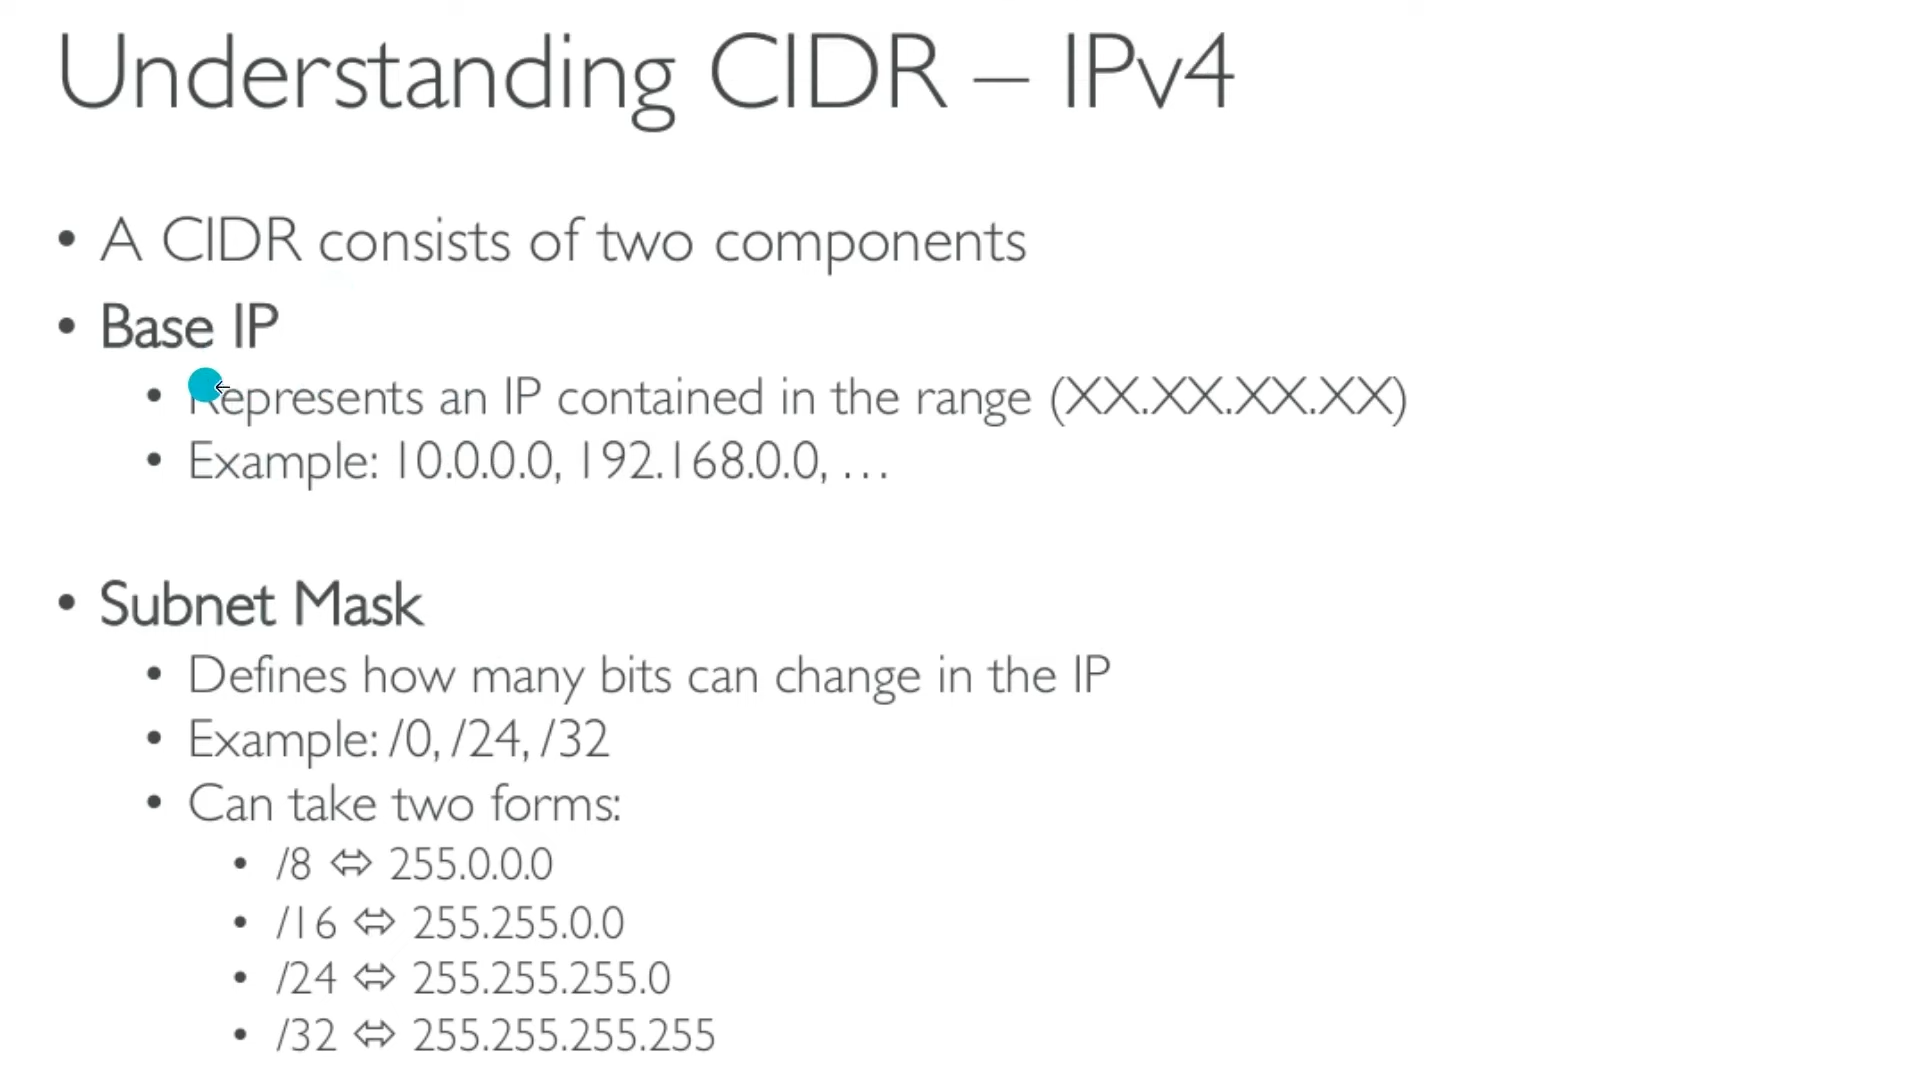 Understanding CIDR – IPv4
• A CIDR consists of two components
• Base IP
• Represents an IP contained in the range (XX.XX.XX.XX)
• Example: 10.0.0.0, 192.168.0.0, …
• Subnet Mask
• Defines how many bits can change in the IP
• Example: /0, /24, /32
• Can take two forms:
• /8 ⬄ 255.0.0.0
• /16 ⬄ 255.255.0.0
• /24 ⬄ 255.255.255.0
• /32 ⬄ 255.255.255.255